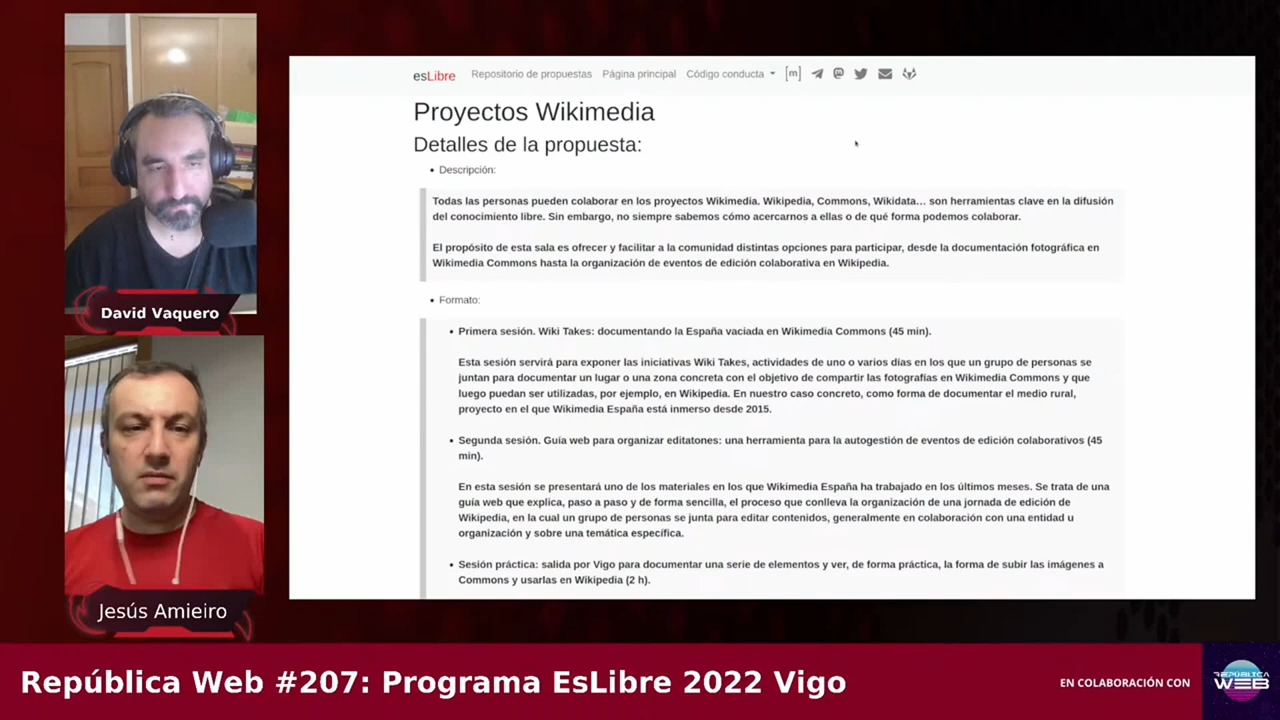 esLibre Repositorio de propuestas Página principal Código conducta [m]
Proyectos Wikimedia
Detalles de la propuesta:
• Descripción:
Todas las personas pueden colaborar en los proyectos Wikimedia. Wikipedia, Commons, Wikidata… son herramientas clave en la difusión
del conocimiento libre. Sin embargo, no siempre sabemos cómo acercarnos a ellas o de qué forma podemos colaborar.
El propósito de esta sala es ofrecer y facilitar a la comunidad distintas opciones para participar, desde la documentación fotográfica en
Wikimedia Commons hasta la organización de eventos de edición colaborativa en Wikipedia.
• Formato:
• Primera sesión. Wiki Takes: documentando la España vaciada en Wikimedia Commons (45 min).
Esta sesión servirá para exponer las iniciativas Wiki Takes, actividades de uno o varios días en los que un grupo de personas se
juntan para documentar un lugar o una zona concreta con el objetivo de compartir las fotografías en Wikimedia Commons y que
luego puedan ser utilizadas, por ejemplo, en Wikipedia. En nuestro caso concreto, como forma de documentar el medio rural,
proyecto en el que Wikimedia España está inmerso desde 2015.
• Segunda sesión. Guía web para organizar editatones: una herramienta para la autogestión de eventos de edición colaborativos (45
min).
En esta sesión se presentará uno de los materiales en los que Wikimedia España ha trabajado en los últimos meses. Se trata de una
guía web que explica, paso a paso y de forma sencilla, el proceso que conlleva la organización de una jornada de edición de
Wikipedia, en la cual un grupo de personas se junta para editar contenidos, generalmente en colaboración con una entidad u
organización y sobre una temática específica.
• Sesión práctica: salida por Vigo para documentar una serie de elementos y ver, de forma práctica, la forma de subir las imágenes a
Commons y usarlas en Wikipedia (2 h).
David Vaquero
Jesús Amieiro
República Web #207: Programa EsLibre 2022 Vigo
EN COLABORACIÓN CON
REPÚBLICA
WEB